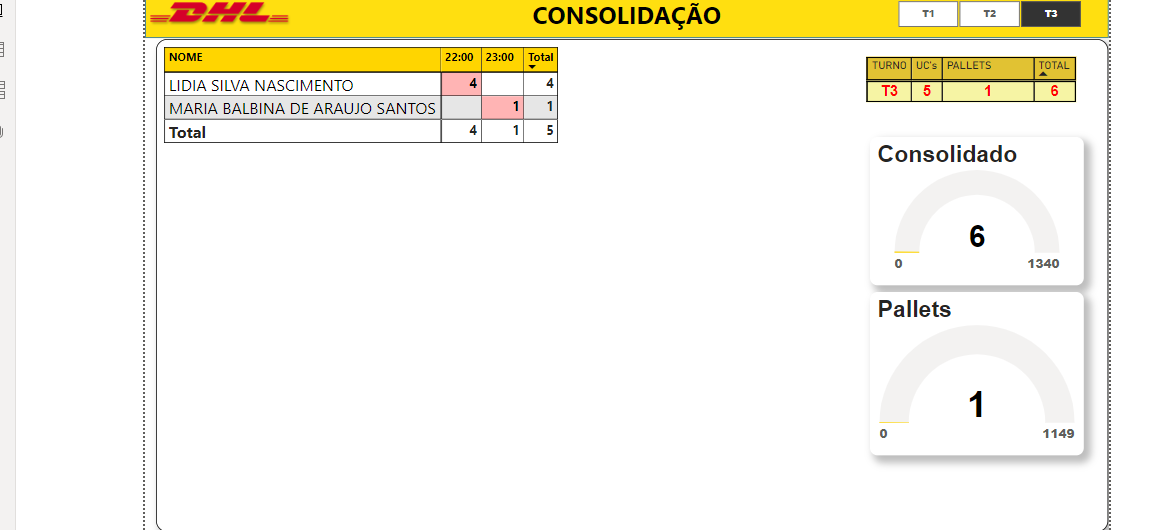 DHL CONSOLIDAÇÃO T1 T2 T3
NOME 22:00 23:00 Total
LIDIA SILVA NASCIMENTO 4 4
MARIA BALBINA DE ARAUJO SANTOS 1 1
Total 4 1 5
TURNO UC's PALLETS TOTAL
T3 5 1 6
Consolidado
6
0 1340
Pallets
1
0 1149